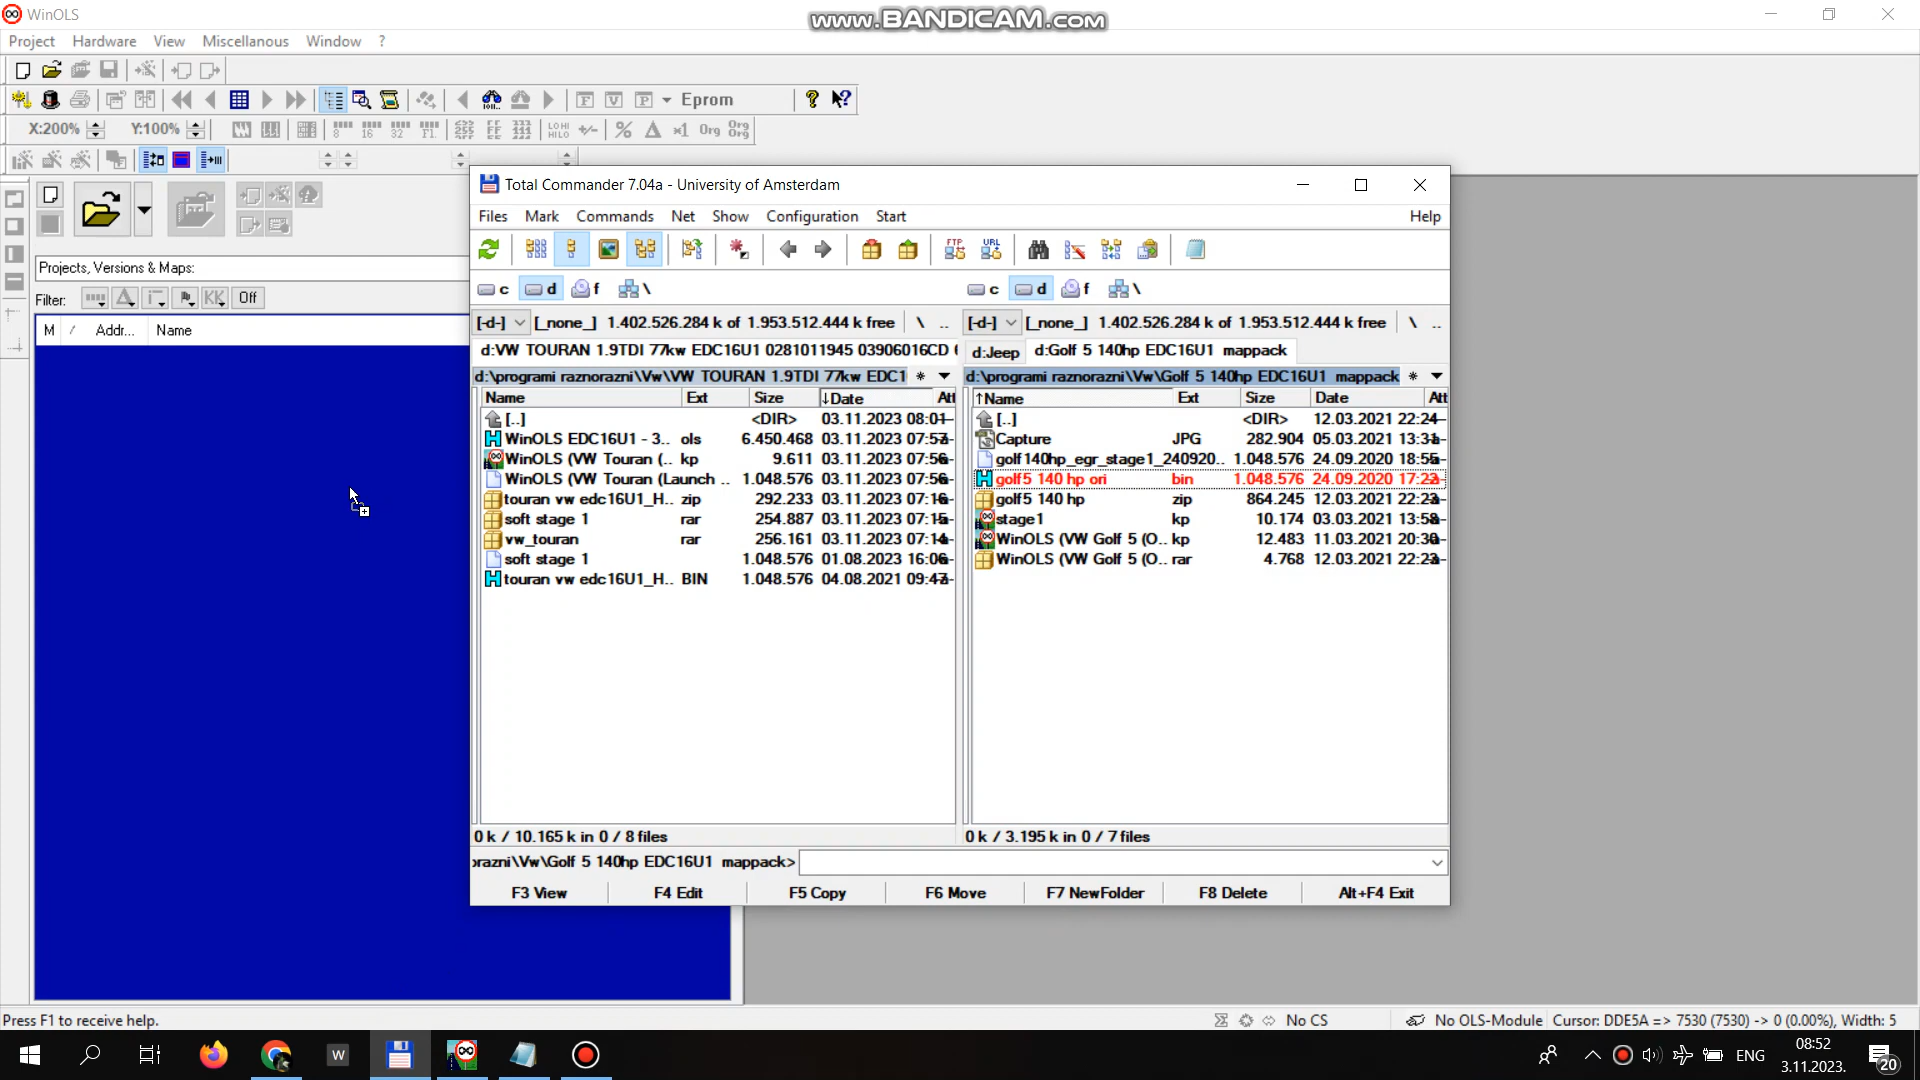 WinOLS
www.BANDICAM.com
Project Hardware View Miscellaneous Window ?
Eprom
X:200% Y:100%
Projects, Versions & Maps:
Filter: Off
M / Addr... Name
Total Commander 7.04a - University of Amsterdam
Files Mark Commands Net Show Configuration Start Help
c d f \ c d f \
[-d-] [_none_] 1.402.526.284 k of 1.953.512.444 k free \ .. [-d-] [_none_] 1.402.526.284 k of 1.953.512.444 k free \ ..
d:VW TOURAN 1.9TDI 77kw EDC16U1 0281011945 03906016CD d:Jeep d:Golf 5 140hp EDC16U1 mappack
d:\programi raznorazni\Vw\VW TOURAN 1.9TDI 77kw EDC1 * d:\programi raznorazni\Vw\Golf 5 140hp EDC16U1 mappack *
Name Ext Size ↓Date Att ↑Name Ext Size Date Att
[..] <DIR> 03.11.2023 08:01 [..] <DIR> 12.03.2021 22:24
WinOLS EDC16U1 - 3.. ols 6.450.468 03.11.2023 07:57 Capture JPG 282.904 05.03.2021 13:31
WinOLS (VW Touran (.. kp 9.611 03.11.2023 07:56 golf140hp_egr_stage1_240920.. 1.048.576 24.09.2020 18:55
WinOLS (VW Touran (Launch .. 1.048.576 03.11.2023 07:56 golf5 140 hp ori bin 1.048.576 24.09.2020 17:22
touran vw edc16U1_H.. zip 292.233 03.11.2023 07:16 golf5 140 hp zip 864.245 12.03.2021 22:23
soft stage 1 rar 254.887 03.11.2023 07:15 stage1 kp 10.174 03.03.2021 13:58
vw_touran rar 256.161 03.11.2023 07:14 WinOLS (VW Golf 5 (O.. kp 12.483 11.03.2021 20:30
soft stage 1 1.048.576 01.08.2023 16:06 WinOLS (VW Golf 5 (O.. rar 4.768 12.03.2021 22:23
touran vw edc16U1_H.. BIN 1.048.576 04.08.2021 09:47
0 k / 10.165 k in 0 / 8 files 0 k / 3.195 k in 0 / 7 files
razni\Vw\Golf 5 140hp EDC16U1 mappack>
F3 View F4 Edit F5 Copy F6 Move F7 NewFolder F8 Delete Alt+F4 Exit
Press F1 to receive help. No CS No OLS-Module Cursor: DDE5A => 7530 (7530) -> 0 (0.00%), Width: 5
ENG 08:52
3.11.2023.
20